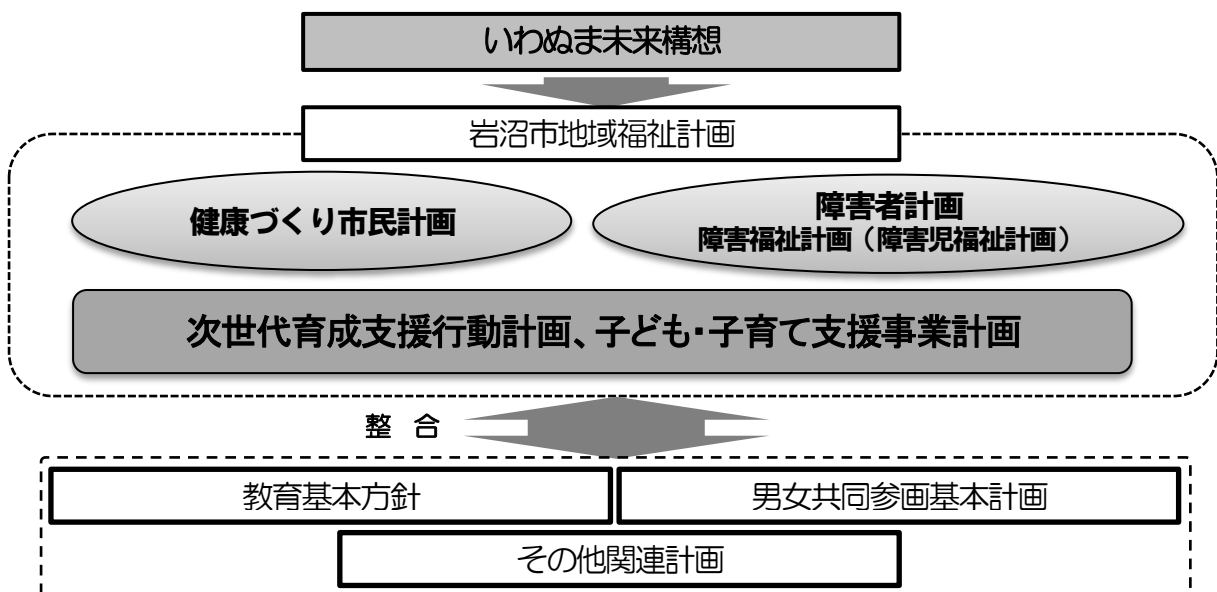 いわぬま未来構想
岩沼市地域福祉計画
健康づくり市民計画
障害者計画
障害福祉計画（障害児福祉計画）
次世代育成支援行動計画、子ども・子育て支援事業計画
整 合
教育基本方針
男女共同参画基本計画
その他関連計画